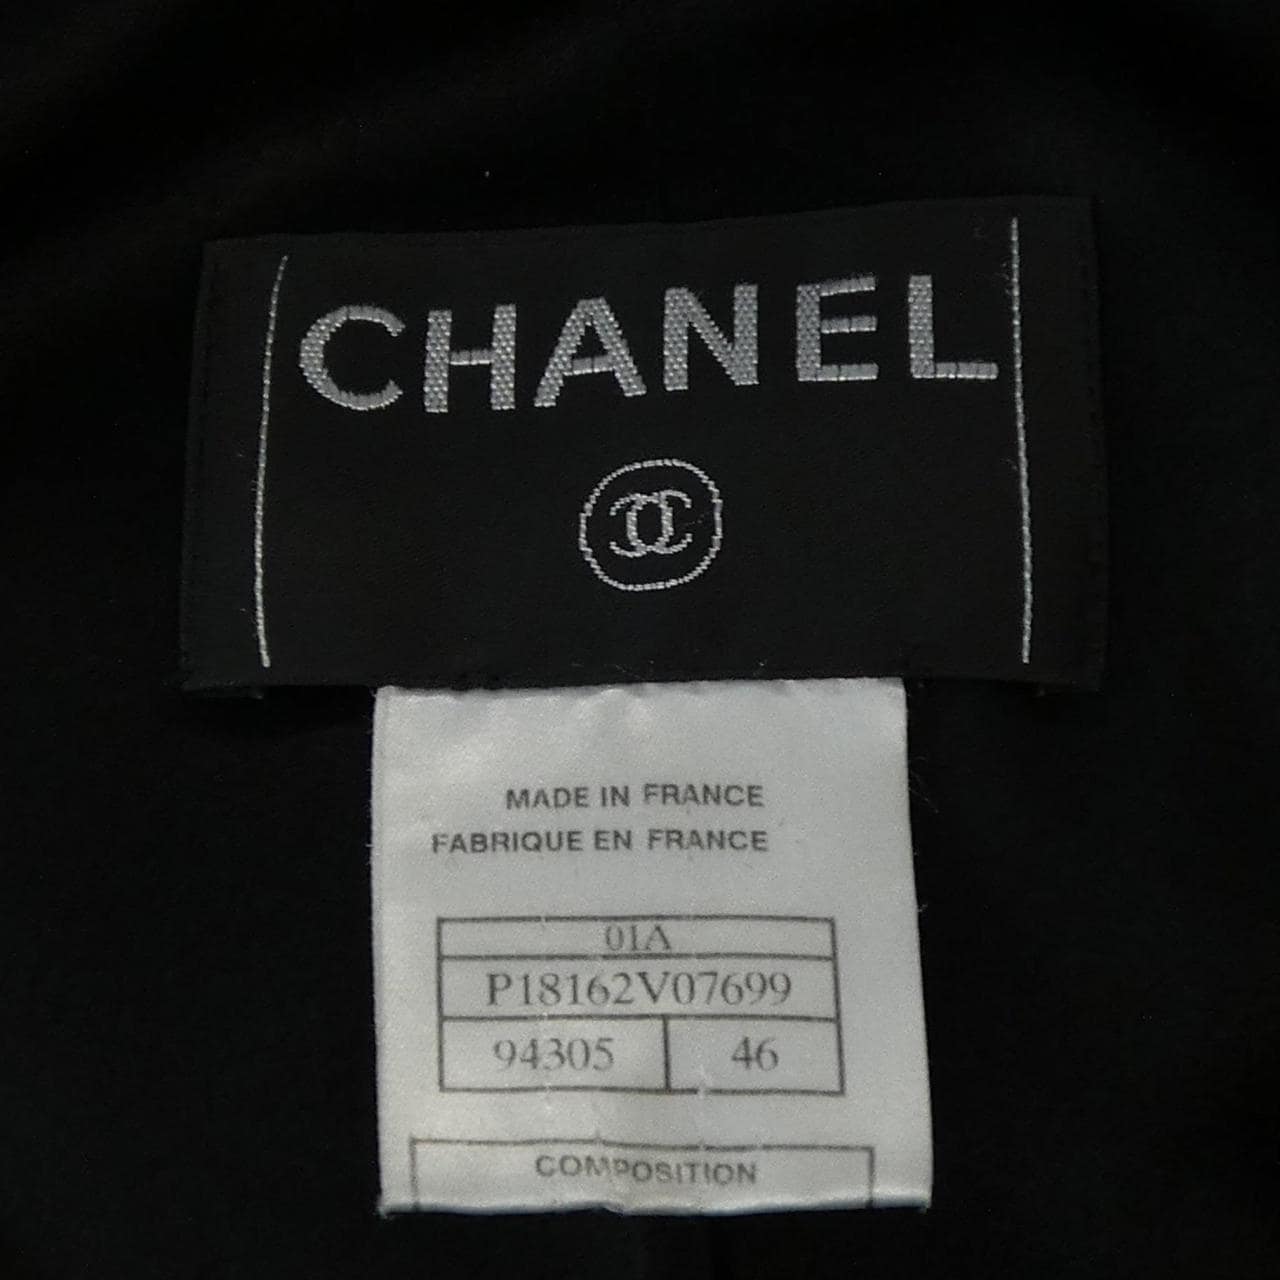 CHANEL
MADE IN FRANCE
FABRIQUE EN FRANCE
01A
P18162V07699
94305 46
COMPOSITION